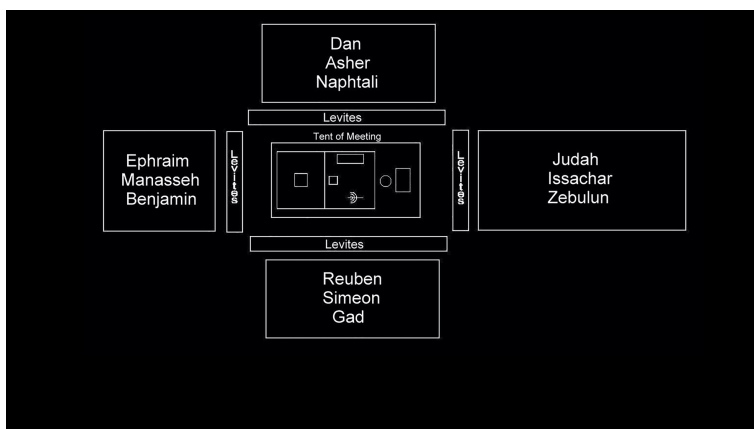 Dan
Asher
Naphtali
Levites
Tent of Meeting
Ephraim
Manasseh
Benjamin
Levites
Levites
Judah
Issachar
Zebulun
Levites
Reuben
Simeon
Gad